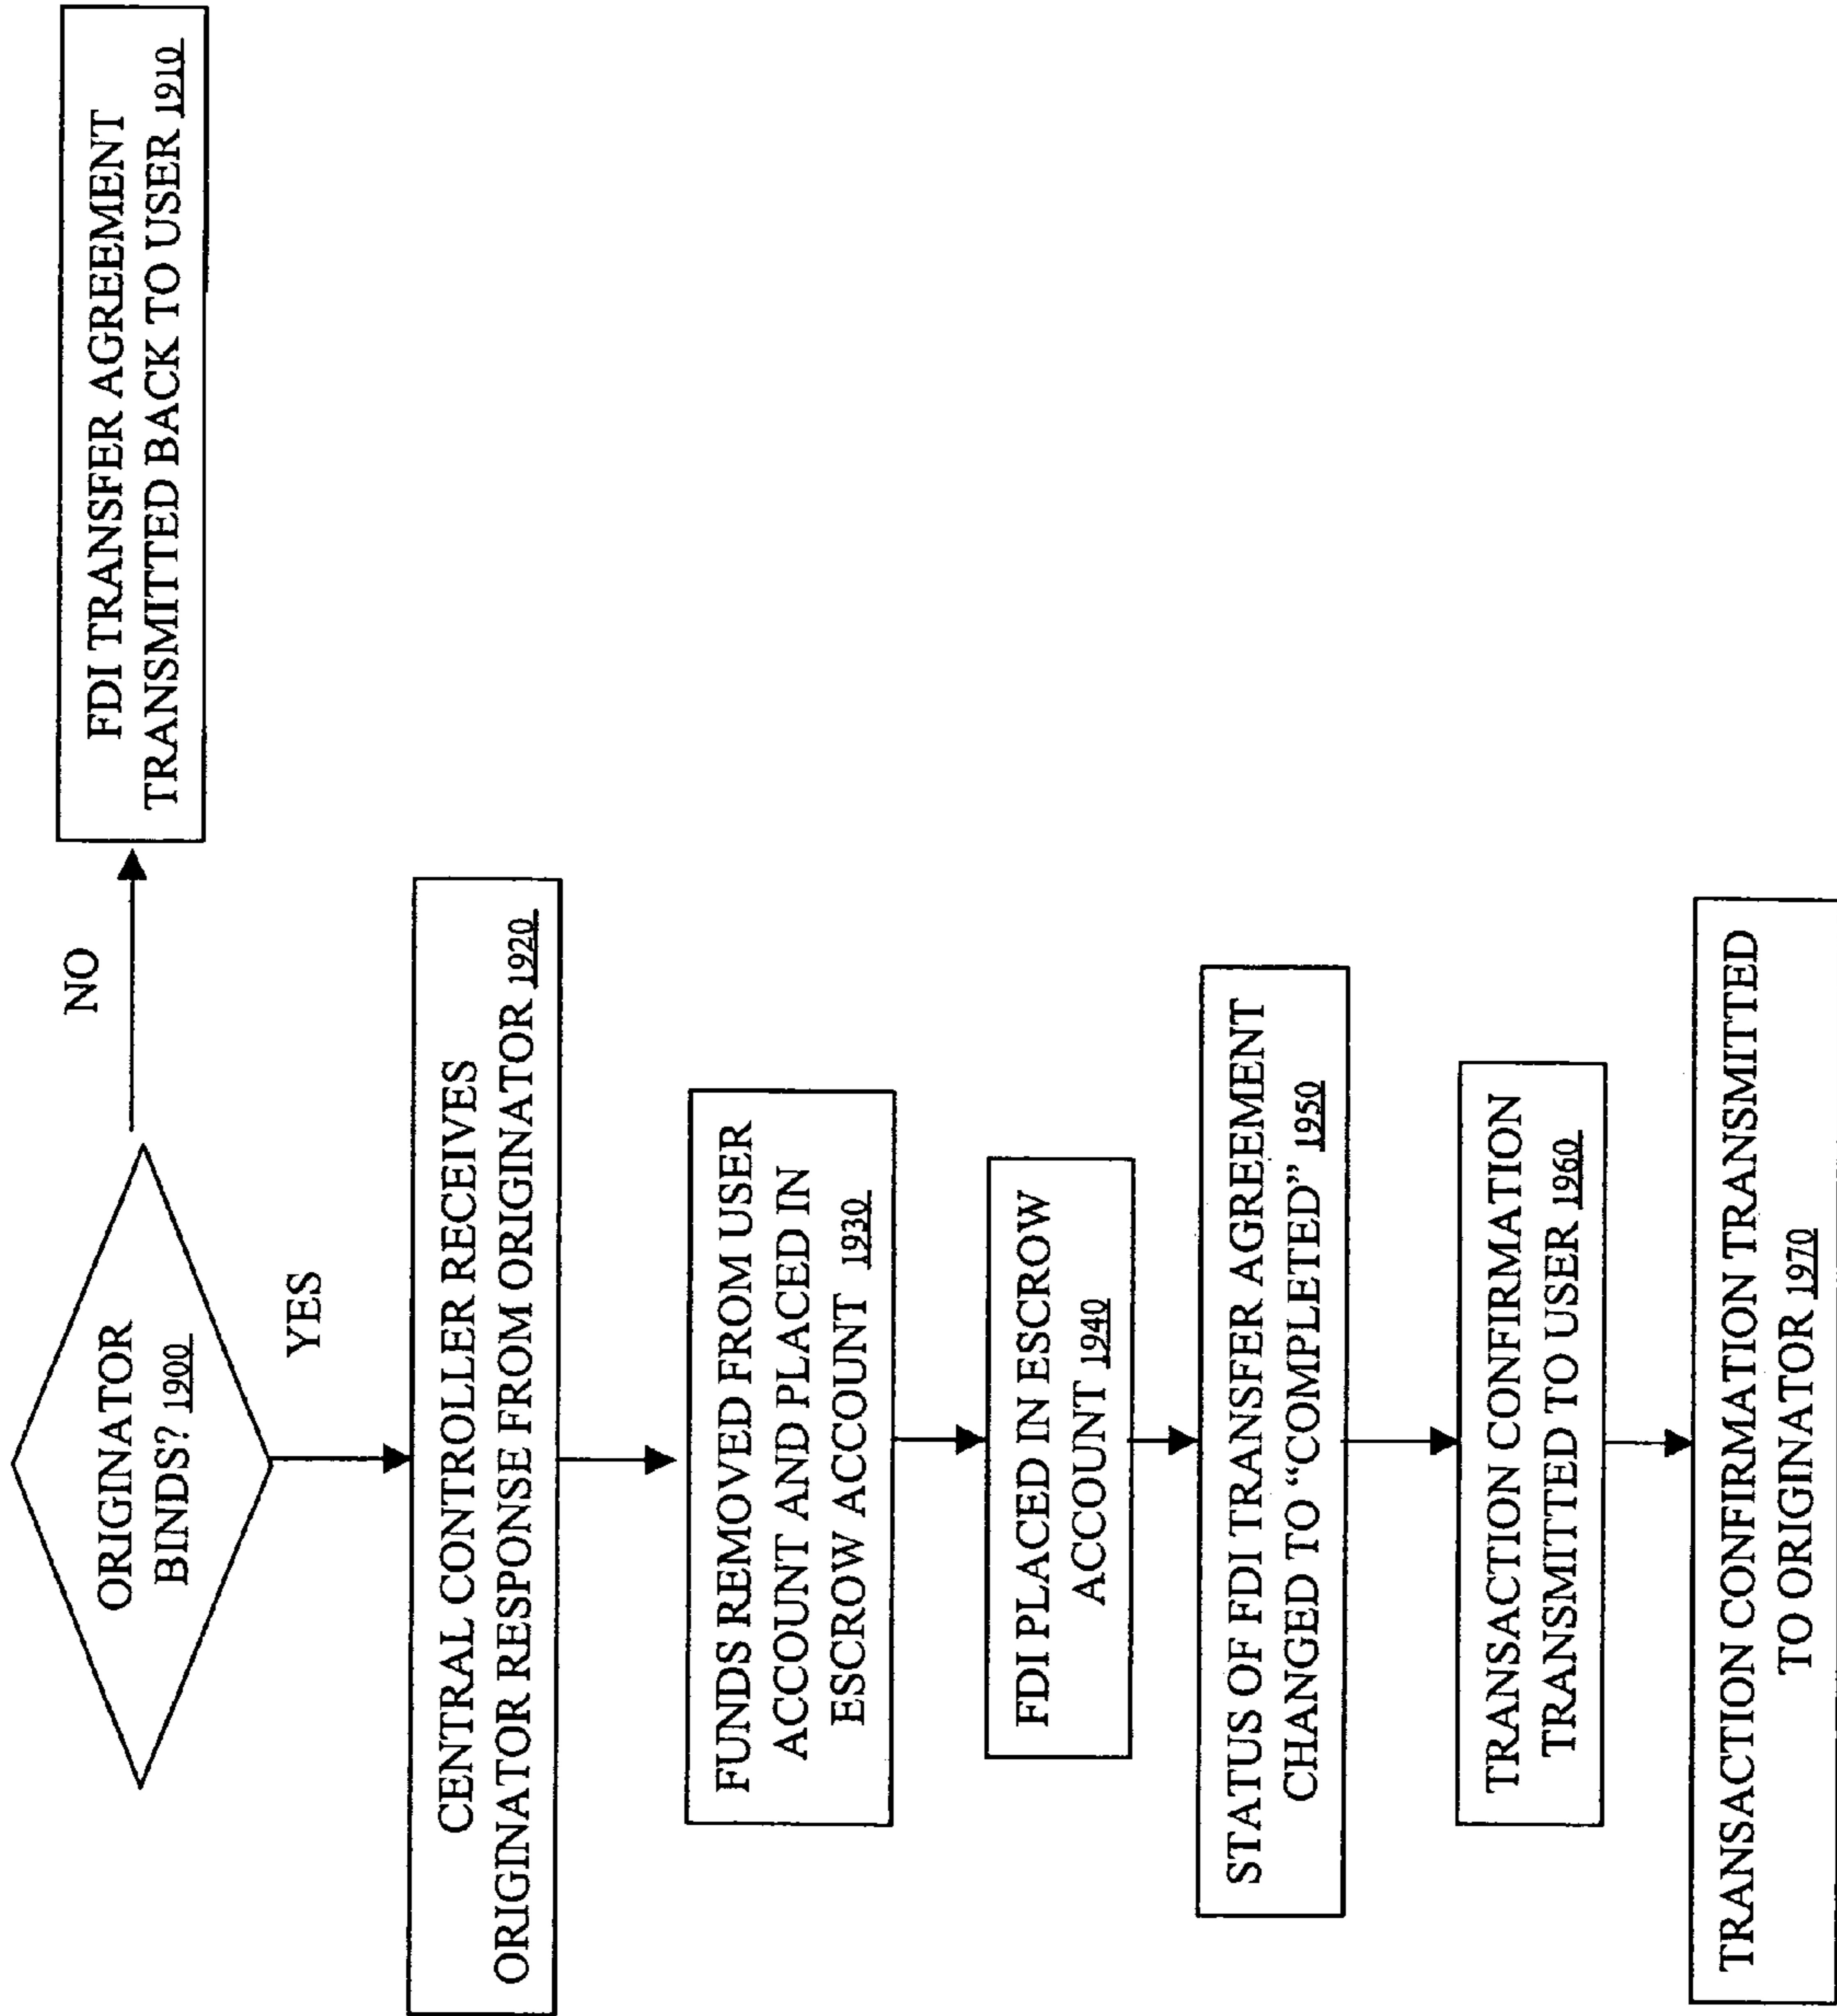 ORIGINATOR
BINDS? 1900
NO
FDI TRANSFER AGREEMENT
TRANSMITTED BACK TO USER 1910
YES
CENTRAL CONTROLLER RECEIVES
ORIGINATOR RESPONSE FROM ORIGINATOR 1920
FUNDS REMOVED FROM USER
ACCOUNT AND PLACED IN
ESCROW ACCOUNT 1930
FDI PLACED IN ESCROW
ACCOUNT 1940
STATUS OF FDI TRANSFER AGREEMENT
CHANGED TO “COMPLETED” 1950
TRANSACTION CONFIRMATION
TRANSMITTED TO USER 1960
TRANSACTION CONFIRMATION TRANSMITTED
TO ORIGINATOR 1970